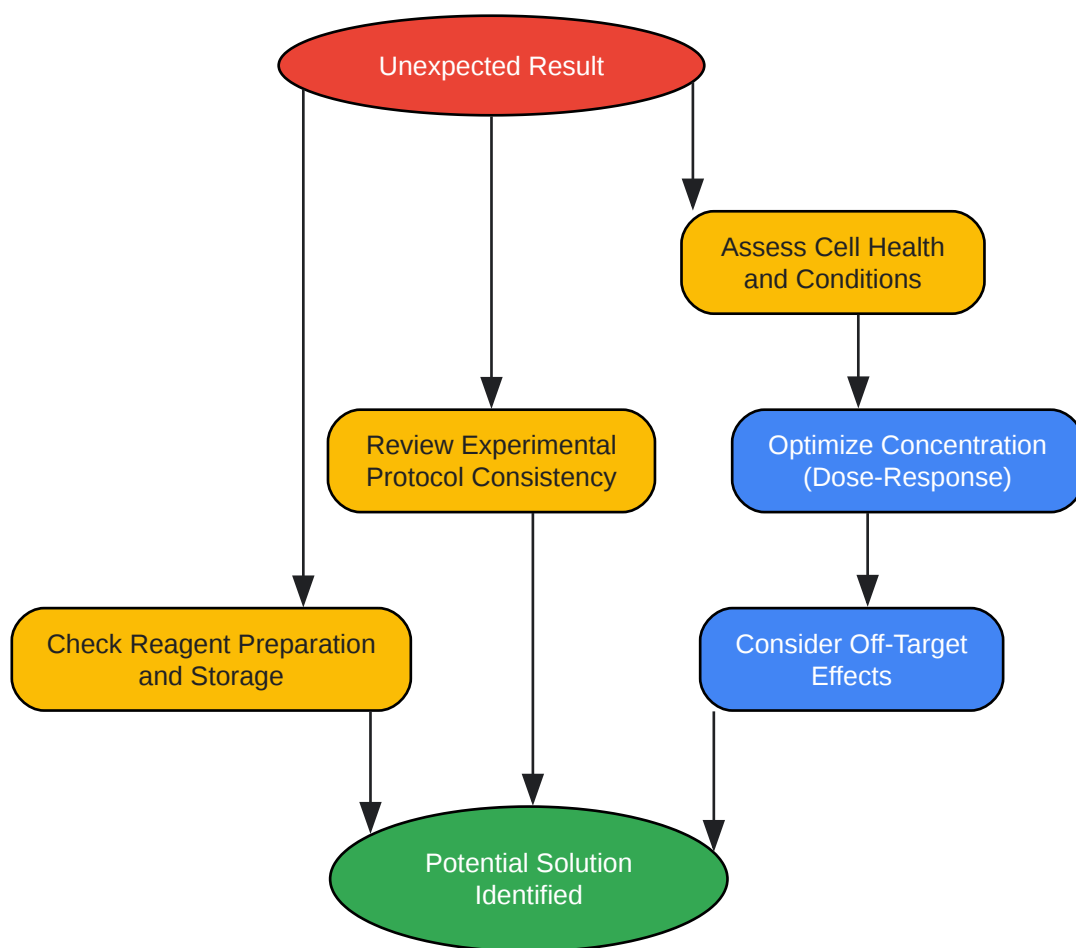 Unexpected Result
Assess Cell Health
and Conditions
Review Experimental
Protocol Consistency
Optimize Concentration
(Dose-Response)
Check Reagent Preparation
and Storage
Consider Off-Target
Effects
Potential Solution
Identified